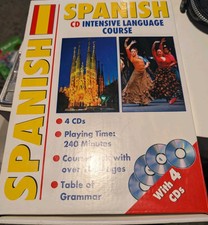 SPANISH
CD INTENSIVE LANGUAGE
COURSE
SPANISH
4 CDs
Playing Time:
240 Minutes
with
over
Table of
Grammar
With 4
CDs